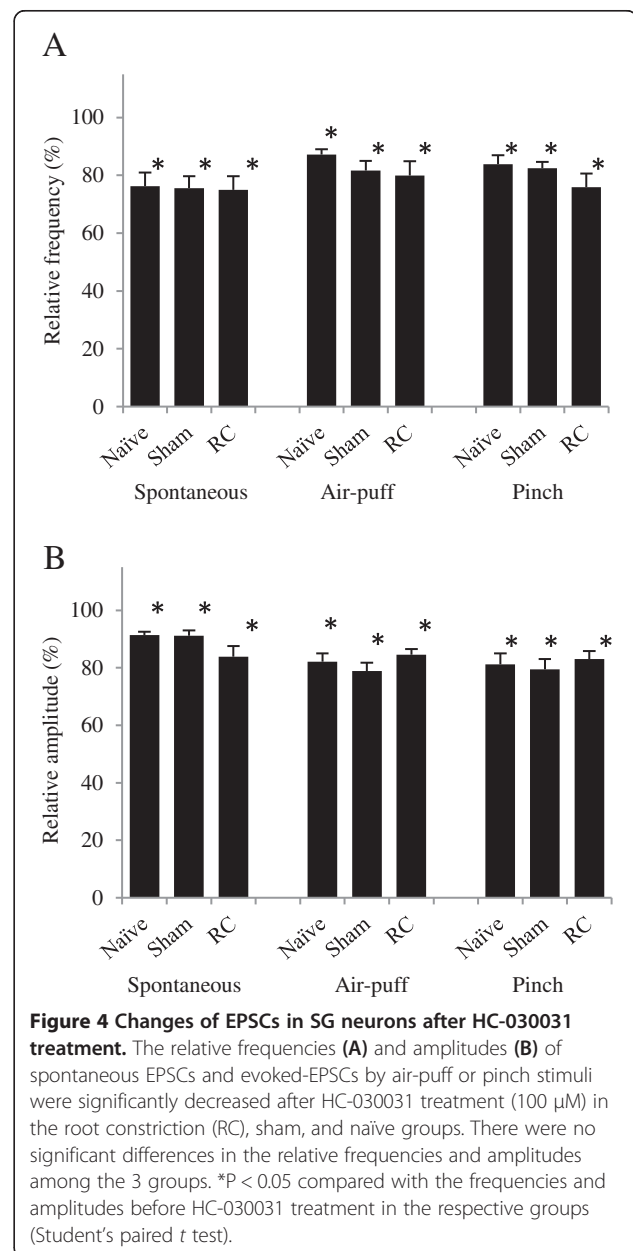 A
Relative frequency (%)
100
80
60
40
20
0
* * * * * * * * *
Naïve Sham RC Naïve Sham RC Naïve Sham RC
Spontaneous Air-puff Pinch
B
Relative amplitude (%)
100
80
60
40
20
0
* * * * * * * * *
Naïve Sham RC Naïve Sham RC Naïve Sham RC
Spontaneous Air-puff Pinch
Figure 4 Changes of EPSCs in SG neurons after HC-030031
treatment. The relative frequencies (A) and amplitudes (B) of
spontaneous EPSCs and evoked-EPSCs by air-puff or pinch stimuli
were significantly decreased after HC-030031 treatment (100 μM) in
the root constriction (RC), sham, and naïve groups. There were no
significant differences in the relative frequencies and amplitudes
among the 3 groups. *P < 0.05 compared with the frequencies and
amplitudes before HC-030031 treatment in the respective groups
(Student's paired t test).